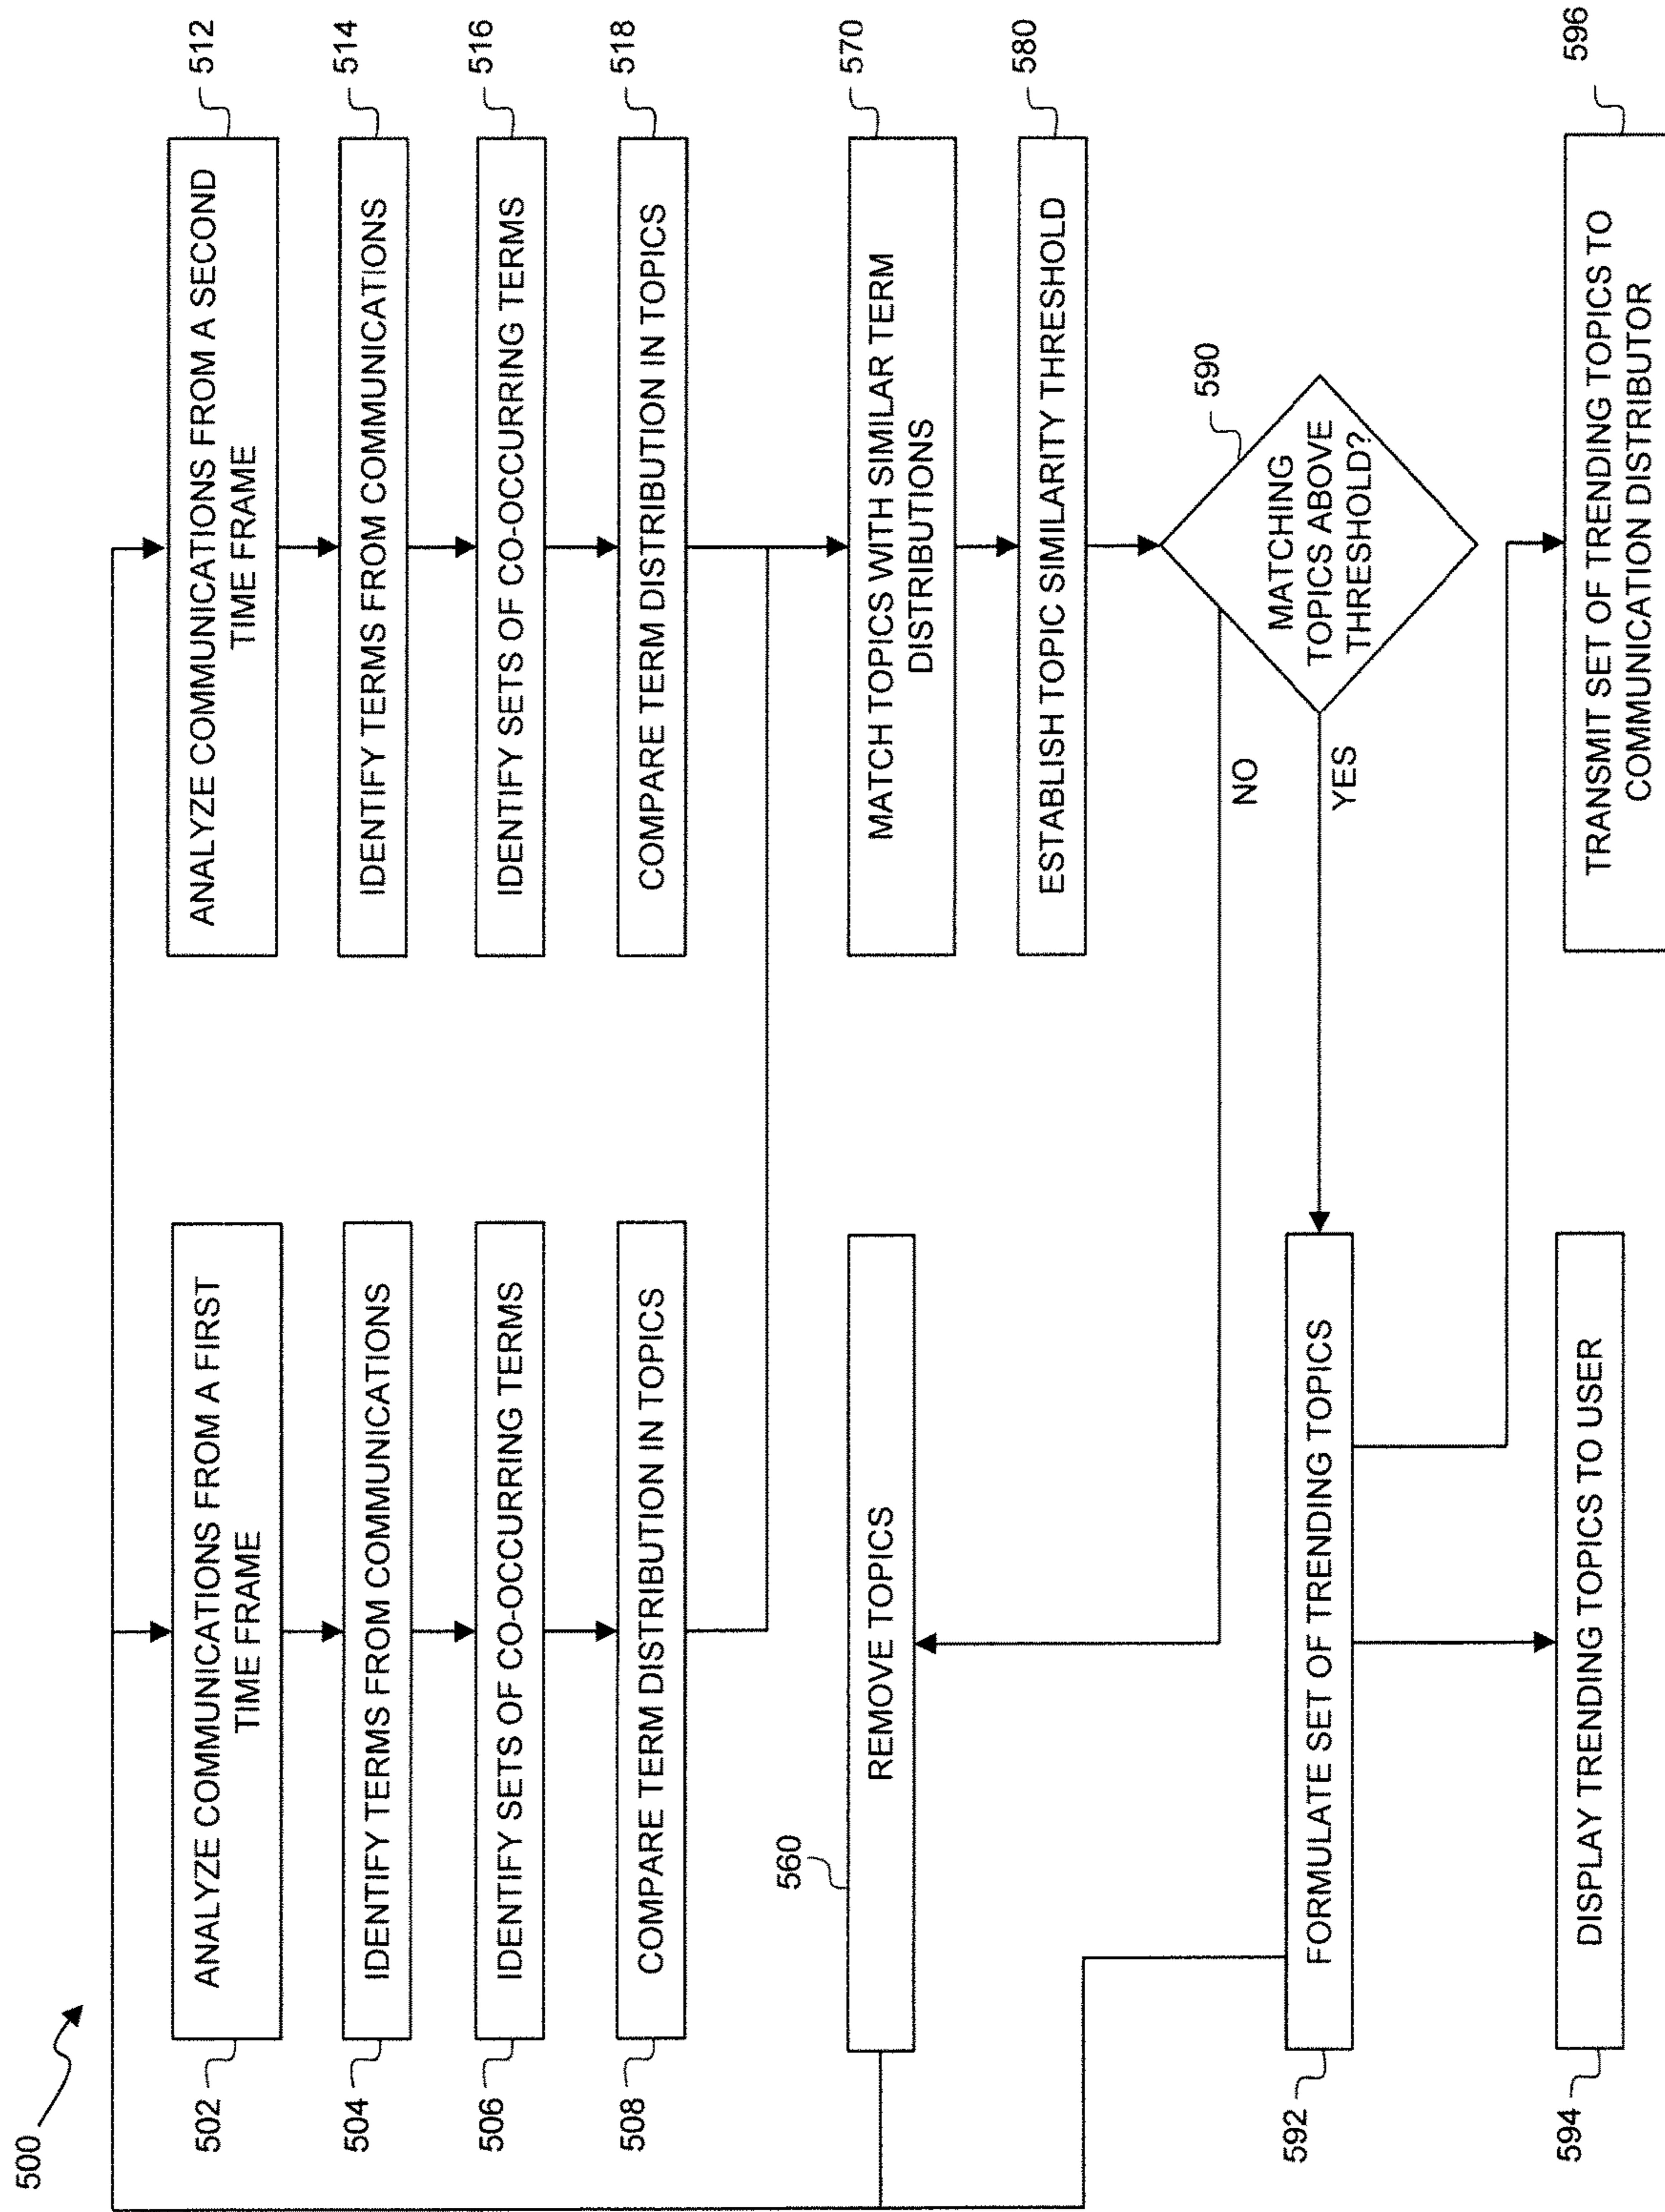 500
502
ANALYZE COMMUNICATIONS FROM A FIRST
TIME FRAME
504
IDENTIFY TERMS FROM COMMUNICATIONS
506
IDENTIFY SETS OF CO-OCCURRING TERMS
508
COMPARE TERM DISTRIBUTION IN TOPICS
ANALYZE COMMUNICATIONS FROM A SECOND
TIME FRAME
512
IDENTIFY TERMS FROM COMMUNICATIONS
514
IDENTIFY SETS OF CO-OCCURRING TERMS
516
COMPARE TERM DISTRIBUTION IN TOPICS
518
560
REMOVE TOPICS
MATCH TOPICS WITH SIMILAR TERM
DISTRIBUTIONS
570
ESTABLISH TOPIC SIMILARITY THRESHOLD
580
590
MATCHING
TOPICS ABOVE
THRESHOLD?
NO
YES
592
FORMULATE SET OF TRENDING TOPICS
594
DISPLAY TRENDING TOPICS TO USER
TRANSMIT SET OF TRENDING TOPICS TO
COMMUNICATION DISTRIBUTOR
596